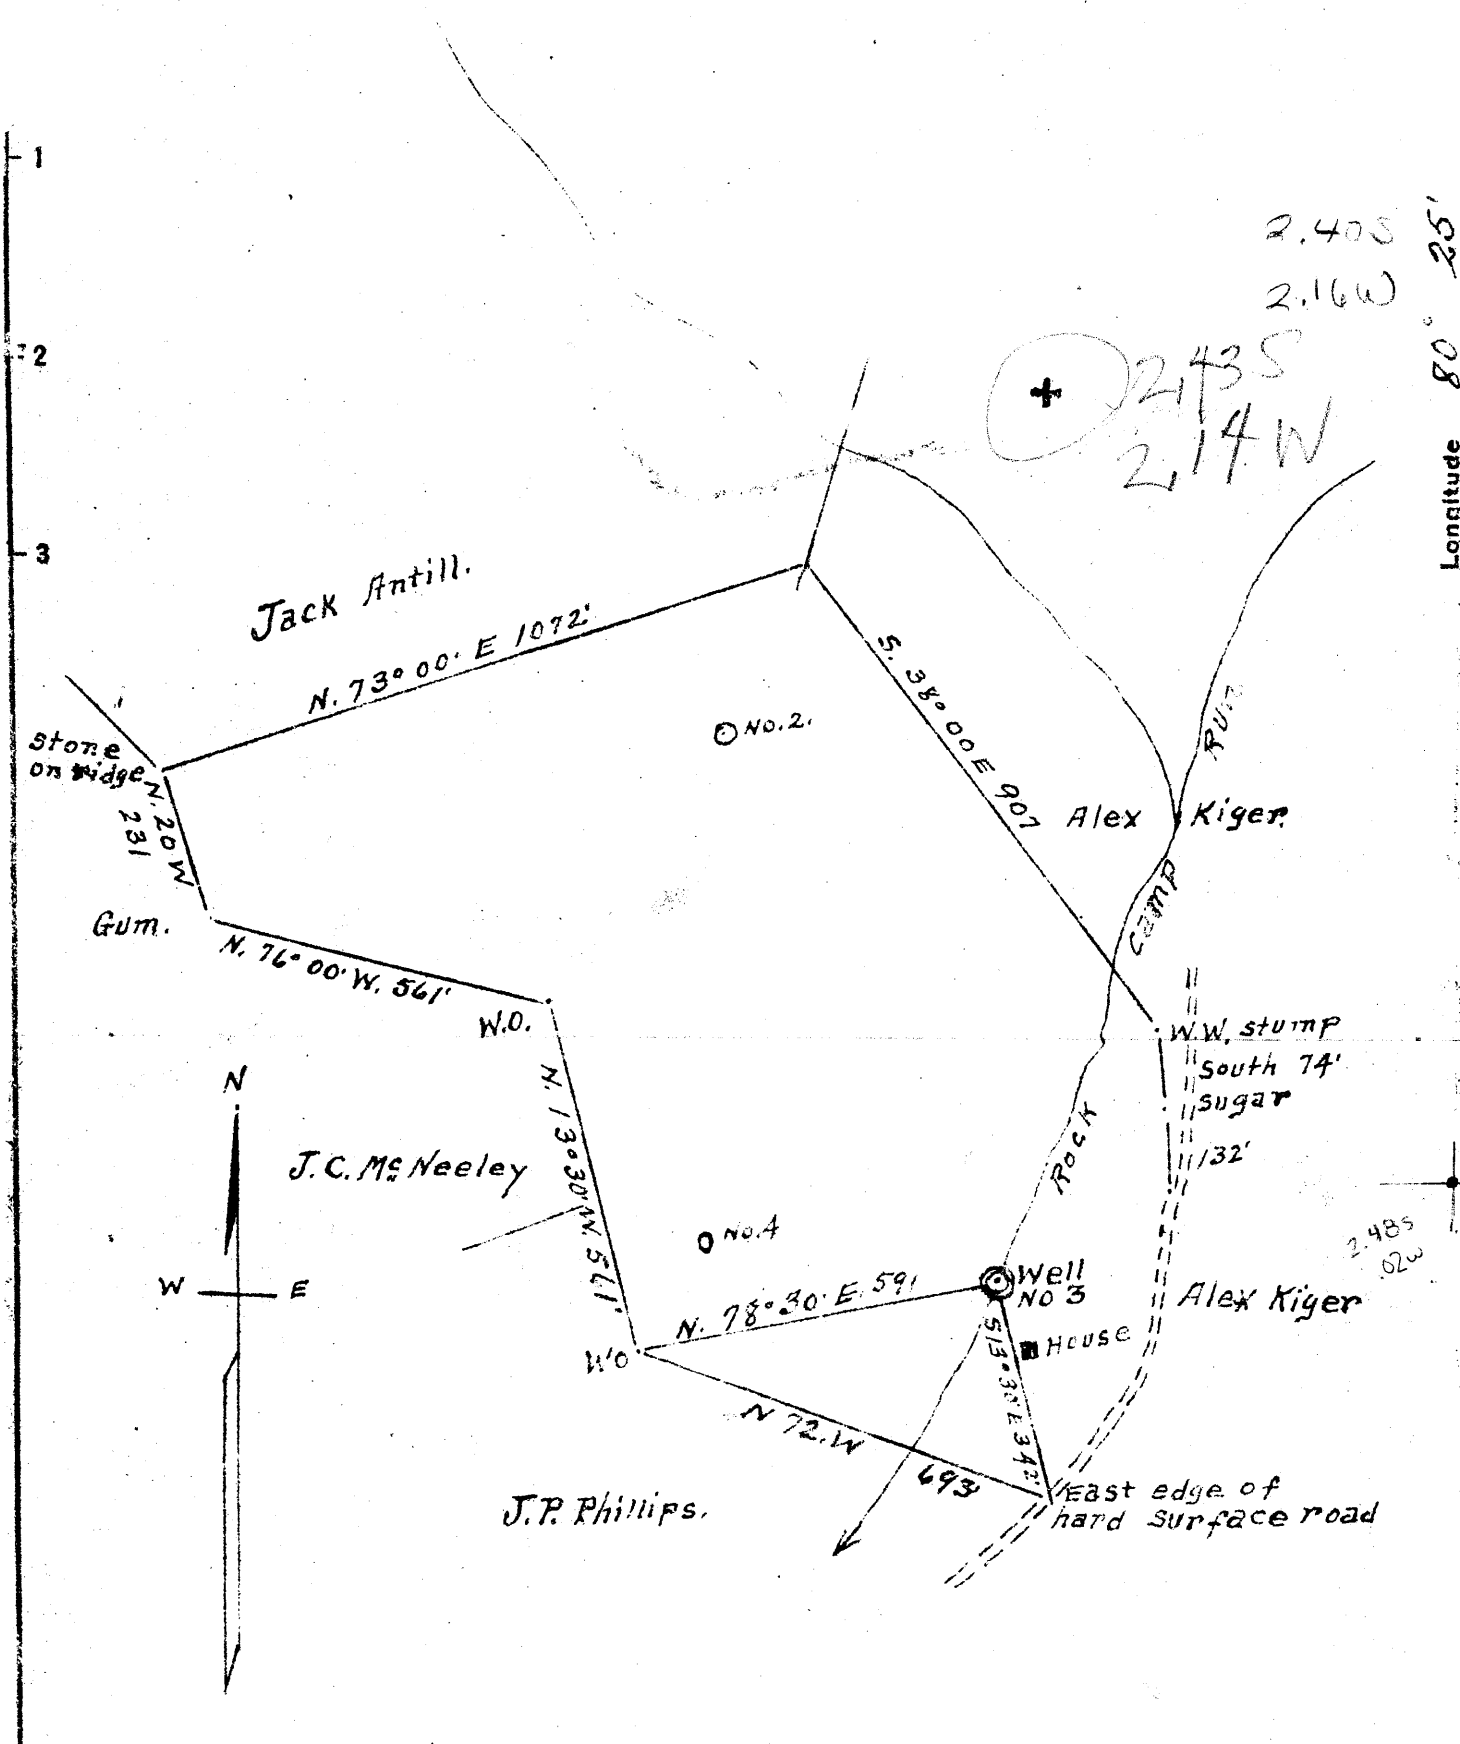 1
2.40S
2.16W
Longitude 80° 25'
2
2.43S
2.14W
3
Jack Antill.
N. 73° 00' E 1072'
S. 38° 00 E 907
No. 2.
stone
on ridge
N. 20 W
231
Run
Alex Kiger.
Camp
Gum.
N. 76° 00' W. 561'
W.O.
W.W. stump
South 74'
sugar
N
N. 13° 30' W. 561'
Rock
132'
J.C. McNeeley
No. 4
2.48S
.02W
W E
Well
No 3
Alex Kiger
N. 78° 30' E. 591
House
S13° 30' E 342'
WO
N 72. W
693'
J.P. Phillips.
East edge of
hard surface road